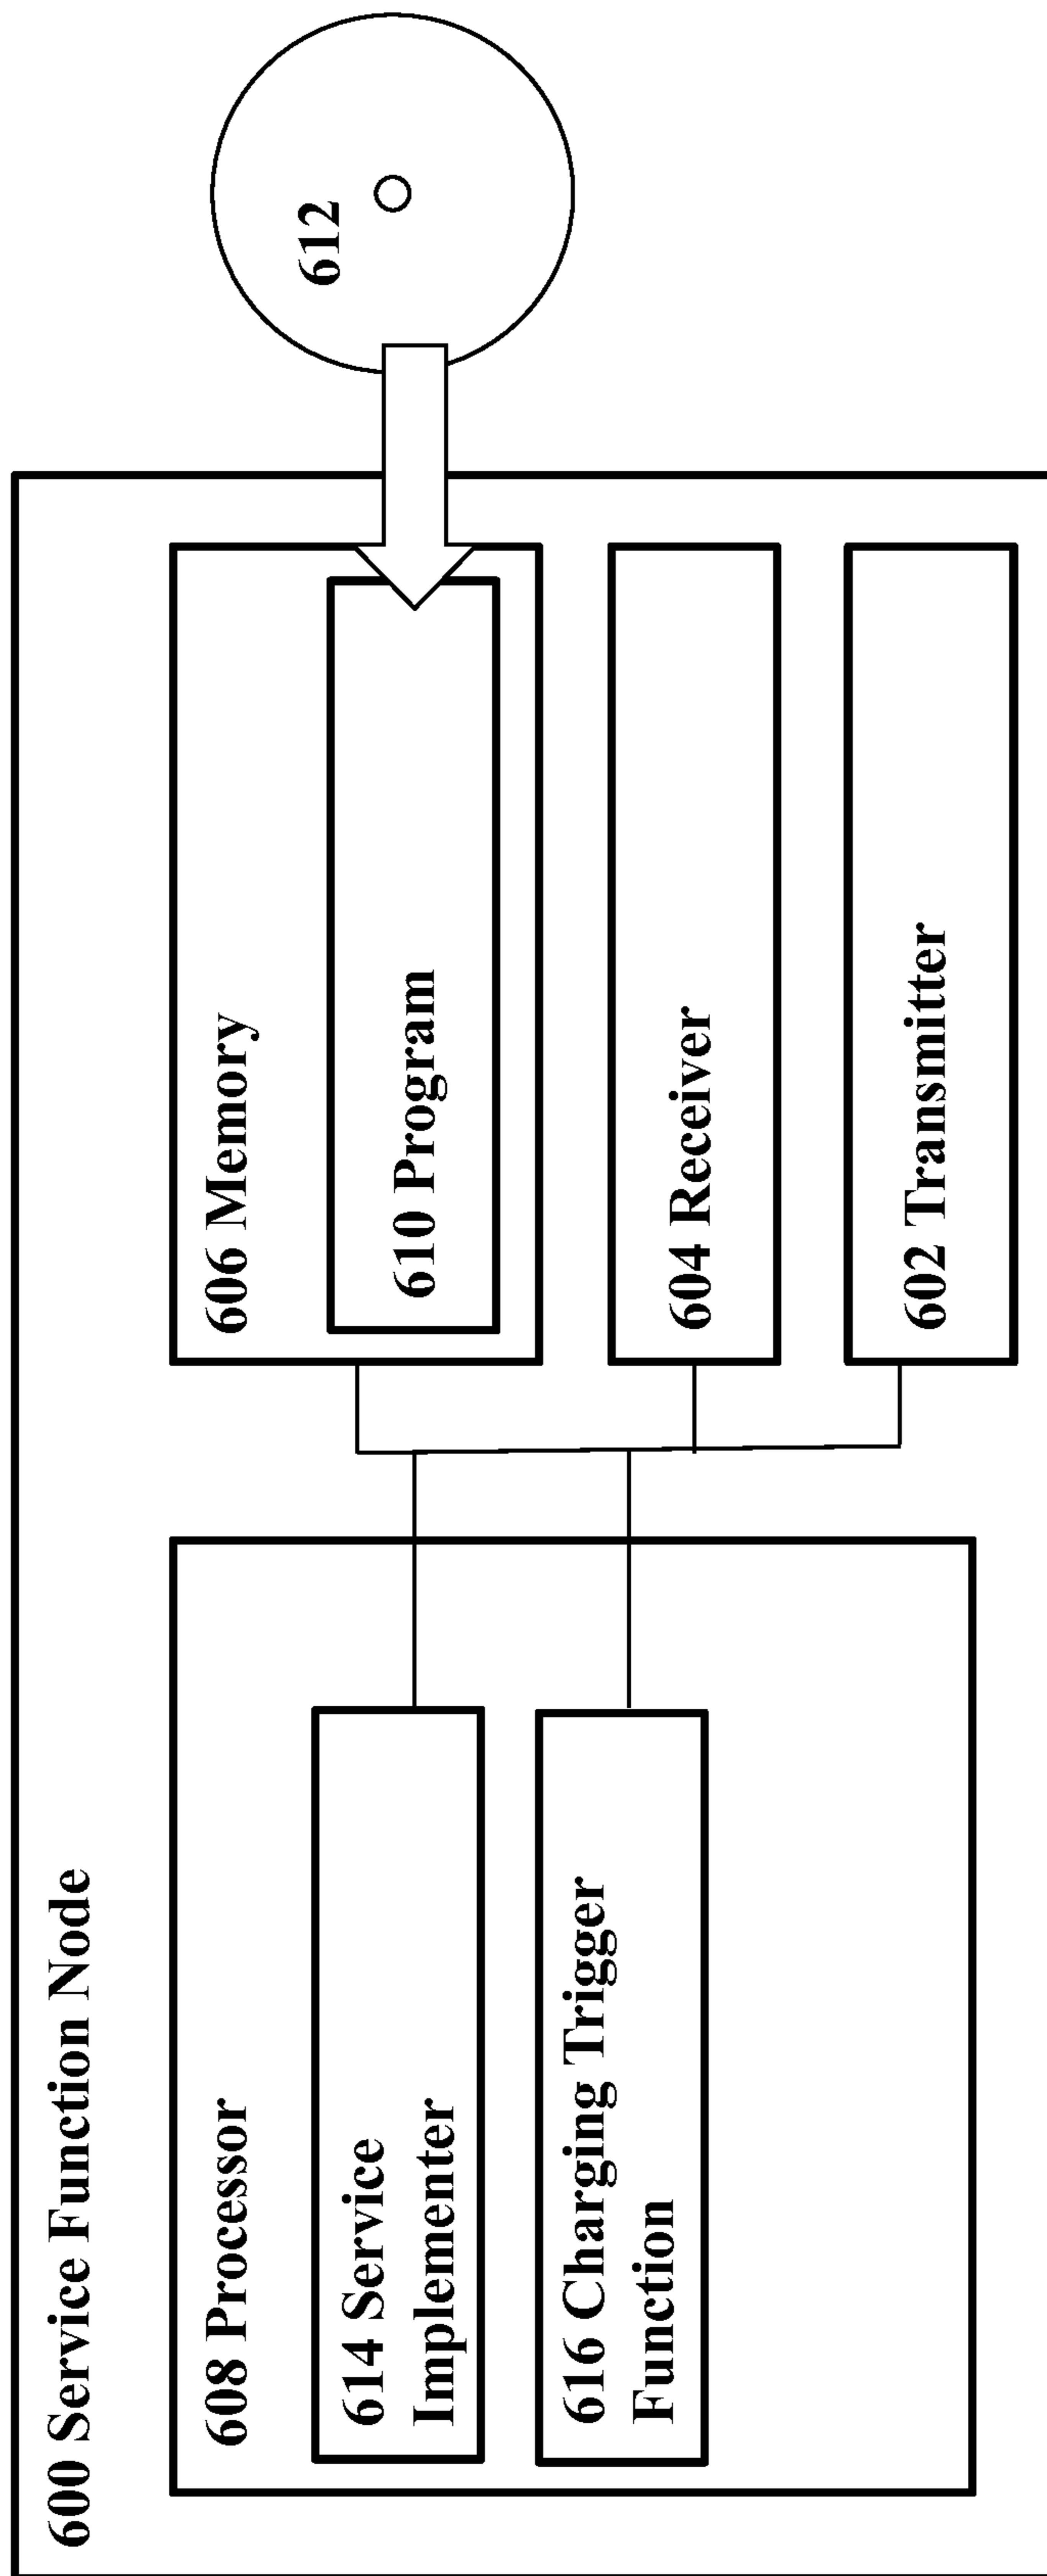 600 Service Function Node
608 Processor
614 Service
Implementer
616 Charging Trigger
Function
606 Memory
610 Program
604 Receiver
602 Transmitter
612